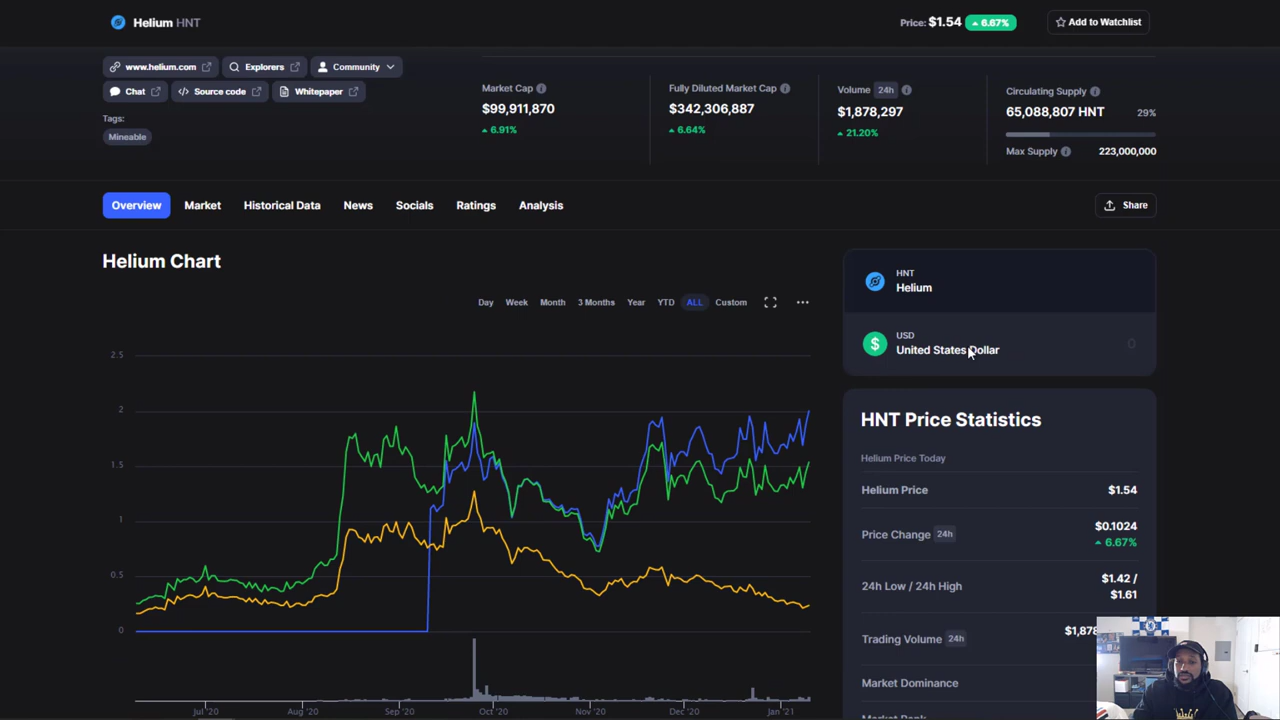 Helium HNT
Price: $1.54 6.67%
Add to Watchlist
www.helium.com
Explorers
Community
Chat
Source code
Whitepaper
Tags:
Mineable
Market Cap
$99,911,870
6.91%
Fully Diluted Market Cap
$342,306,887
6.64%
Volume 24h
$1,878,297
21.20%
Circulating Supply
65,088,807 HNT 29%
Max Supply 223,000,000
Overview Market Historical Data News Socials Ratings Analysis
Share
Helium Chart
Day Week Month 3 Months Year YTD ALL Custom
2.5
2
1.5
1
0.5
0
Jul '20 Aug '20 Sep '20 Oct '20 Nov '20 Dec '20 Jan '21
HNT
Helium
USD
United States Dollar
0
HNT Price Statistics
Helium Price Today
Helium Price $1.54
Price Change 24h $0.1024
6.67%
24h Low / 24h High $1.42 /
$1.61
Trading Volume 24h $1,878
Market Dominance